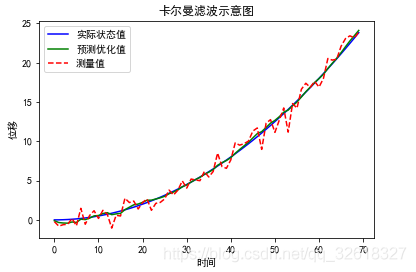 卡尔曼滤波示意图
实际状态值
预测优化值
测量值
位移
25
20
15
10
5
0
0 10 20 30 40 50 60 70
时间
https://blog.csdn.net/qq_32618327